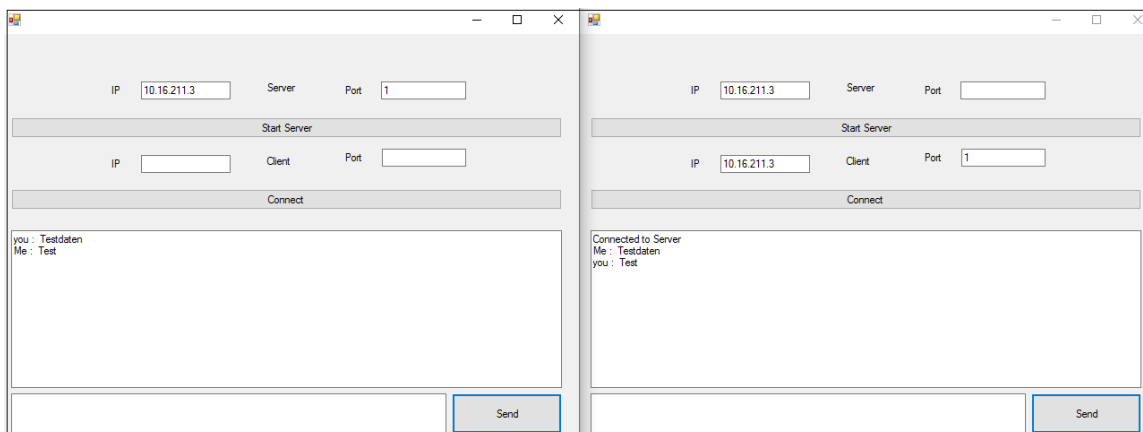 IP 10.16.211.3 Server Port 1
Start Server
IP Client Port
Connect
you : Testdaten
Me : Test
Send
IP 10.16.211.3 Server Port
Start Server
IP 10.16.211.3 Client Port 1
Connect
Connected to Server
Me : Testdaten
you : Test
Send